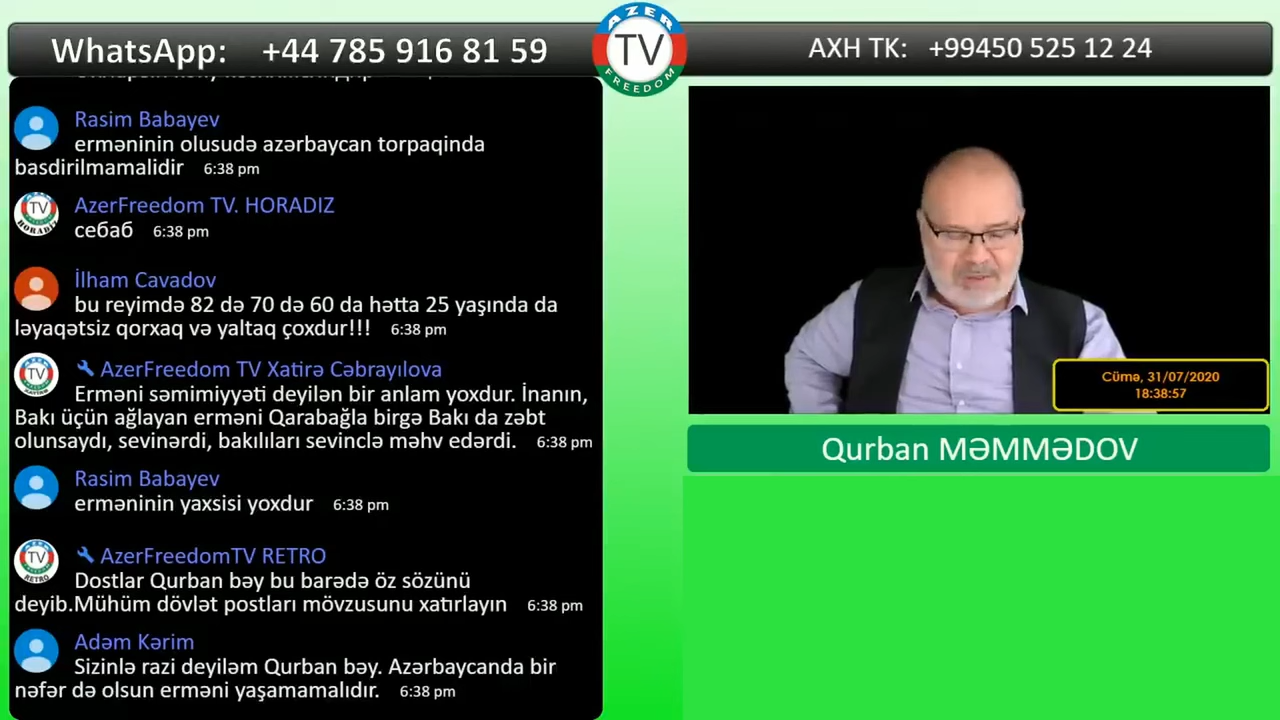 WhatsApp: +44 785 916 81 59
AZER
TV
FREEDOM
AXH TK: +99450 525 12 24
Rasim Babayev
erməninin olusudə azərbaycan torpaqinda
basdirilmamalidir 6:38 pm
TV
HORADİZ
AzerFreedom TV. HORADIZ
себаб 6:38 pm
İlham Cavadov
bu reyimdə 82 də 70 də 60 da hətta 25 yaşında da
ləyaqətsiz qorxaq və yaltaq çoxdur!!! 6:38 pm
TV
AzerFreedom TV Xatirə Cəbrayılova
Erməni səmimiyyəti deyilən bir anlam yoxdur. İnanın,
Bakı üçün ağlayan erməni Qarabağla birgə Bakı da zəbt
olunsaydı, sevinərdi, bakılıları sevinclə məhv edərdi. 6:38 pm
Rasim Babayev
erməninin yaxsisi yoxdur 6:38 pm
TV
RETRO
AzerFreedomTV RETRO
Dostlar Qurban bəy bu barədə öz sözünü
deyib.Mühüm dövlət postları mövzusunu xatırlayın 6:38 pm
Adəm Kərim
Sizinlə razi deyiləm Qurban bəy. Azərbaycanda bir
nəfər də olsun erməni yaşamamalıdır. 6:38 pm
Cümə, 31/07/2020
18:38:57
Qurban MƏMMƏDOV